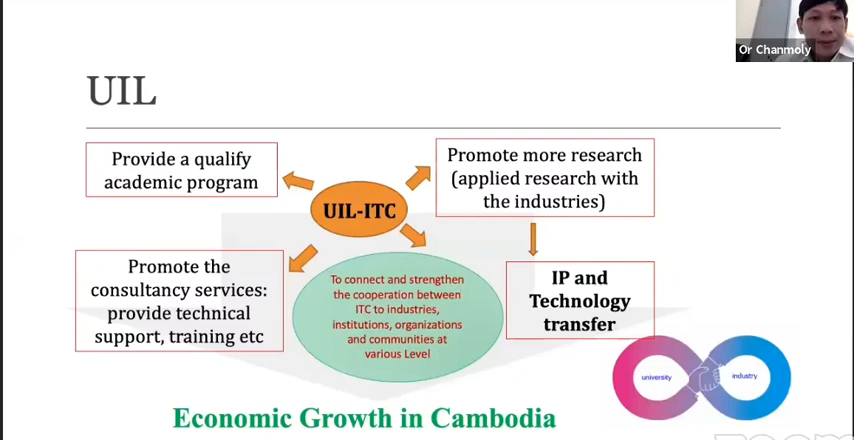 Or Chanmoly
UIL
Provide a qualify
academic program
Promote more research
(applied research with
the industries)
UIL-ITC
Promote the
consultancy services:
provide technical
support, training etc
To connect and strengthen
the cooperation between
ITC to industries,
institutions, organizations
and communities at
various Level
IP and
Technology
transfer
university
industry
Economic Growth in Cambodia
zoom